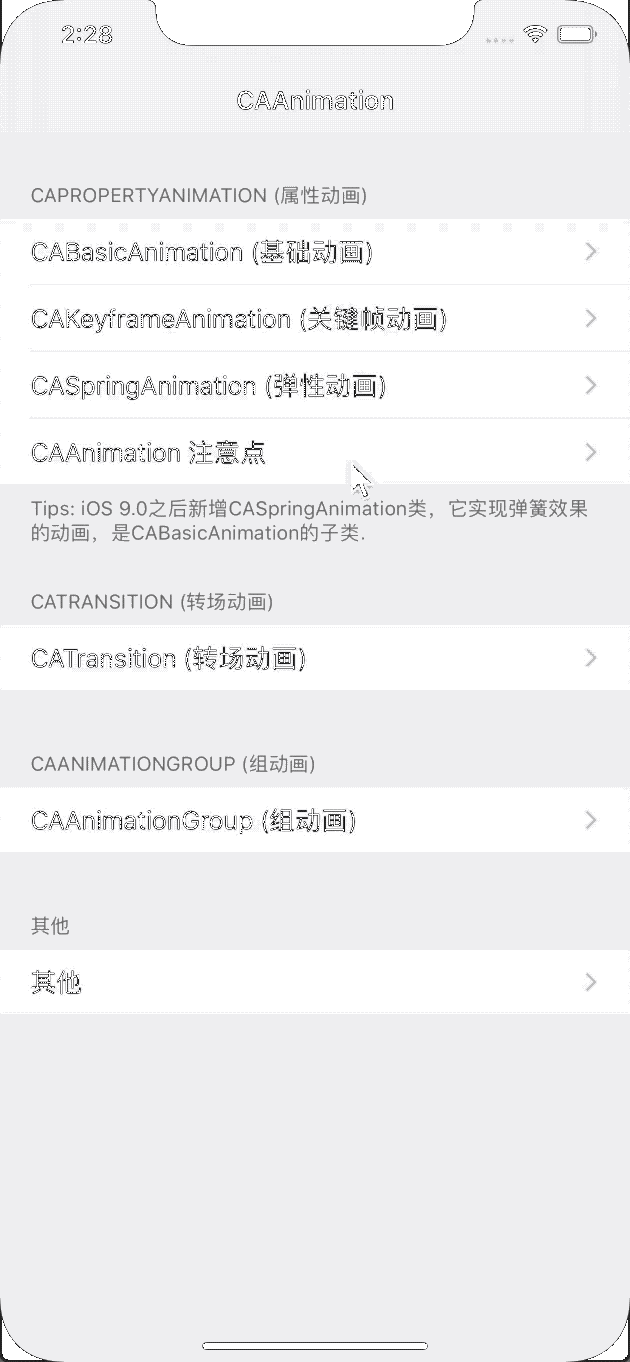 2:28
CAAnimation
CAPROPERTYANIMATION (属性动画)
CABasicAnimation (基础动画)
CAKeyframeAnimation (关键帧动画)
CASpringAnimation (弹性动画)
CAAnimation 注意点
Tips: iOS 9.0之后新增CASpringAnimation类，它实现弹簧效果
的动画，是CABasicAnimation的子类.
CATRANSITION (转场动画)
CATransition (转场动画)
CAANIMATIONGROUP (组动画)
CAAnimationGroup (组动画)
其他
其他